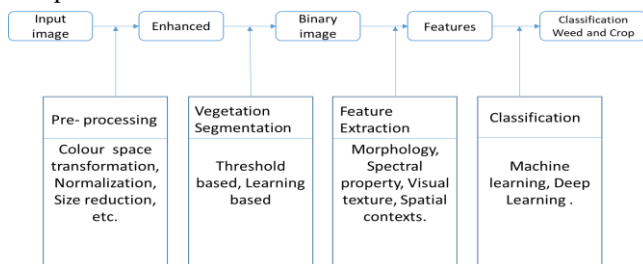 Input image
Enhanced
Binary image
Features
Classification
Weed and Crop
Pre- processing
Colour space
transformation,
Normalization,
Size reduction,
etc.
Vegetation
Segmentation
Threshold
based, Learning
based
Feature
Extraction
Morphology,
Spectral
property, Visual
texture, Spatial
contexts.
Classification
Machine
learning, Deep
Learning .